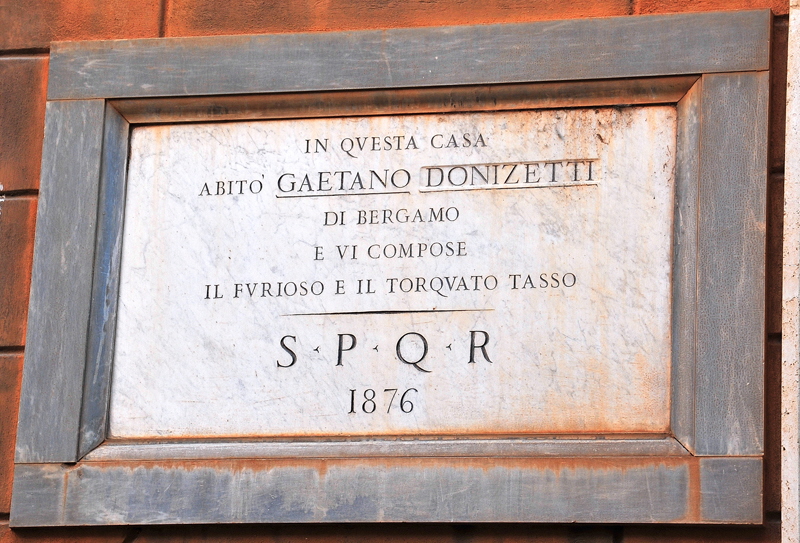 IN QVESTA CASA
ABITO' GAETANO DONIZETTI
DI BERGAMO
E VI COMPOSE
IL FVRIOSO E IL TORQVATO TASSO
S·P·Q·R
1876